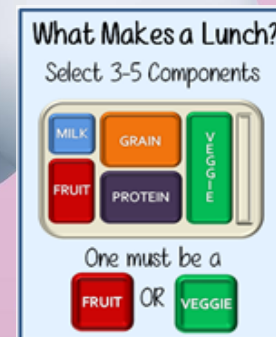 What Makes a Lunch?
Select 3-5 Components
MILK
GRAIN
VEGGIE
FRUIT
PROTEIN
One must be a
FRUIT OR VEGGIE